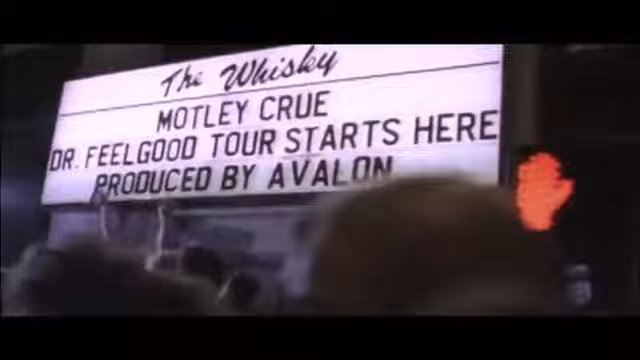 The Whisky
MOTLEY CRUE
DR. FEELGOOD TOUR STARTS HERE
PRODUCED BY AVALON